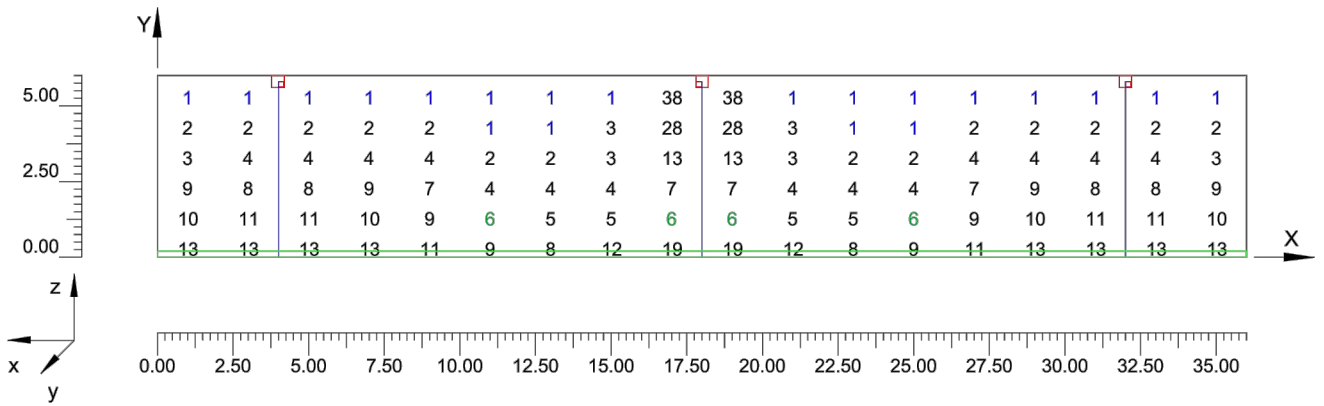 Y
5.00
2.50
0.00
1 1 1 1 1 1 1 1 38 38 1 1 1 1 1 1 1 1
2 2 2 2 2 1 1 3 28 28 3 1 1 2 2 2 2 2
3 4 4 4 4 2 2 3 13 13 3 2 2 4 4 4 4 3
9 8 8 9 7 4 4 4 7 7 4 4 4 7 9 8 8 9
10 11 11 10 9 6 5 5 6 6 5 5 6 9 10 11 11 10
13 13 13 13 11 9 8 12 19 19 12 8 9 11 13 13 13 13
X
z
x
y
0.00 2.50 5.00 7.50 10.00 12.50 15.00 17.50 20.00 22.50 25.00 27.50 30.00 32.50 35.00